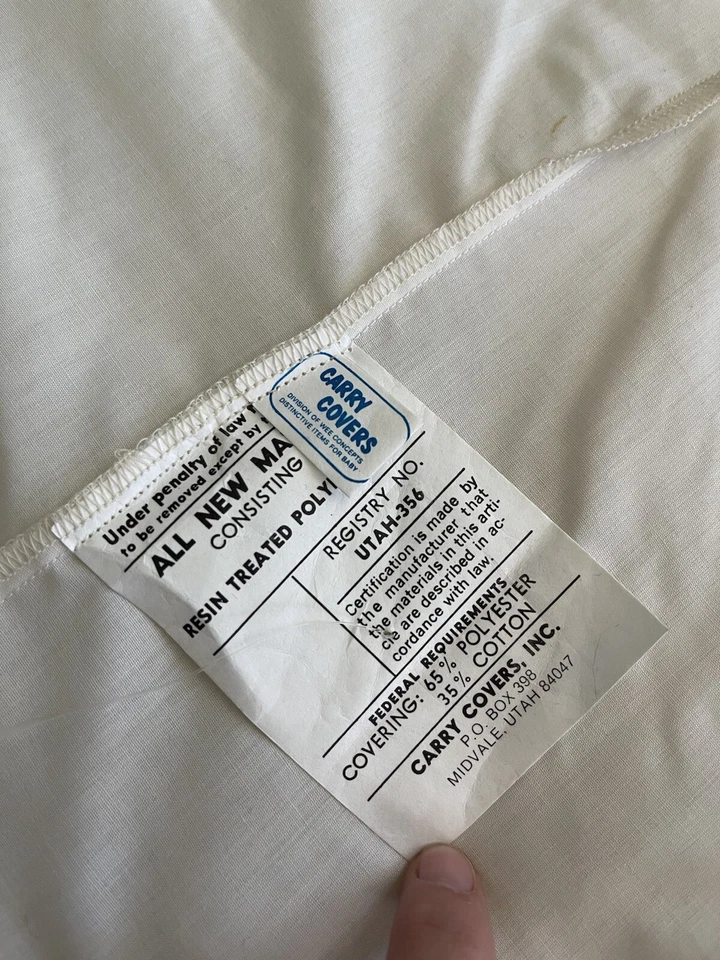 CARRY
COVERS
DIVISION OF WEE CONCEPTS
DISTINCTIVE ITEMS FOR BABY
Under penalty of law
to be removed except by
ALL NEW MA
CONSISTING
RESIN TREATED POLY
REGISTRY NO.
UTAH-356
Certification is made by
the manufacturer that
the materials in this arti-
cle are described in ac-
cordance with law.
FEDERAL REQUIREMENTS
COVERING: 65% POLYESTER
35% COTTON
CARRY COVERS, INC.
P.O. BOX 398
MIDVALE, UTAH 84047